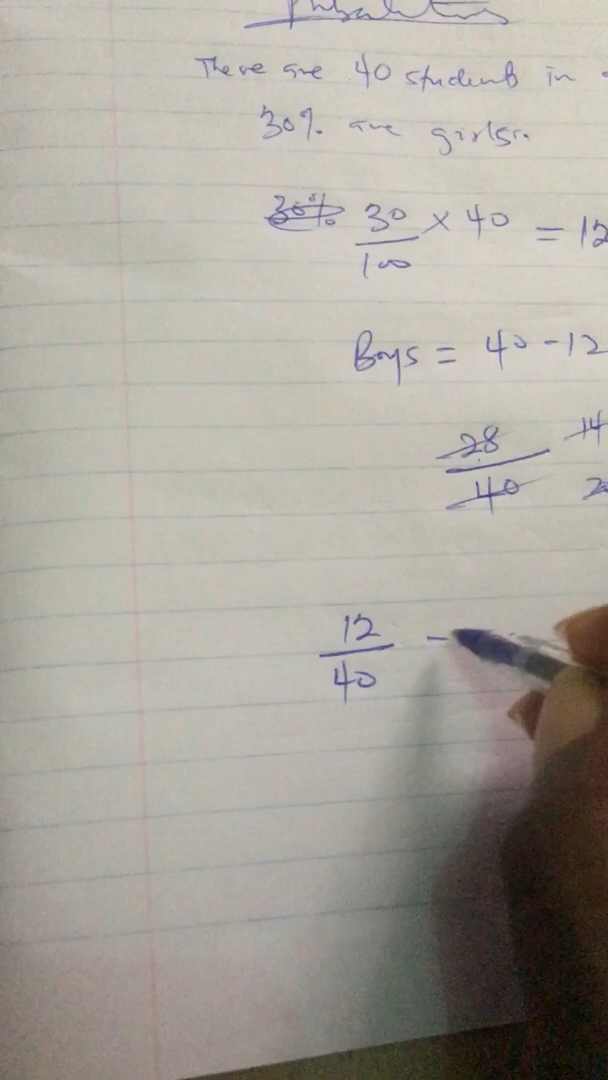 There are 40 students in
30% are girls.
30% 30/100 × 40 = 12
Boys = 40 - 12
28/40 14
12/40 -